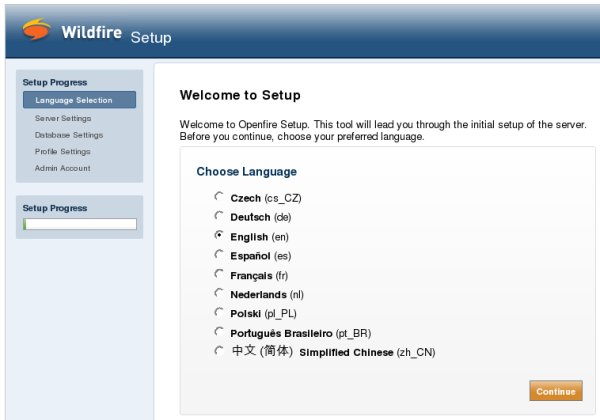 Wildfire Setup
Setup Progress
Language Selection
Server Settings
Database Settings
Profile Settings
Admin Account
Setup Progress
Welcome to Setup
Welcome to Openfire Setup. This tool will lead you through the initial setup of the server.
Before you continue, choose your preferred language.
Choose Language
Czech (cs_CZ)
Deutsch (de)
English (en)
Español (es)
Français (fr)
Nederlands (nl)
Polski (pl_PL)
Português Brasileiro (pt_BR)
中文 (简体) Simplified Chinese (zh_CN)
Continue